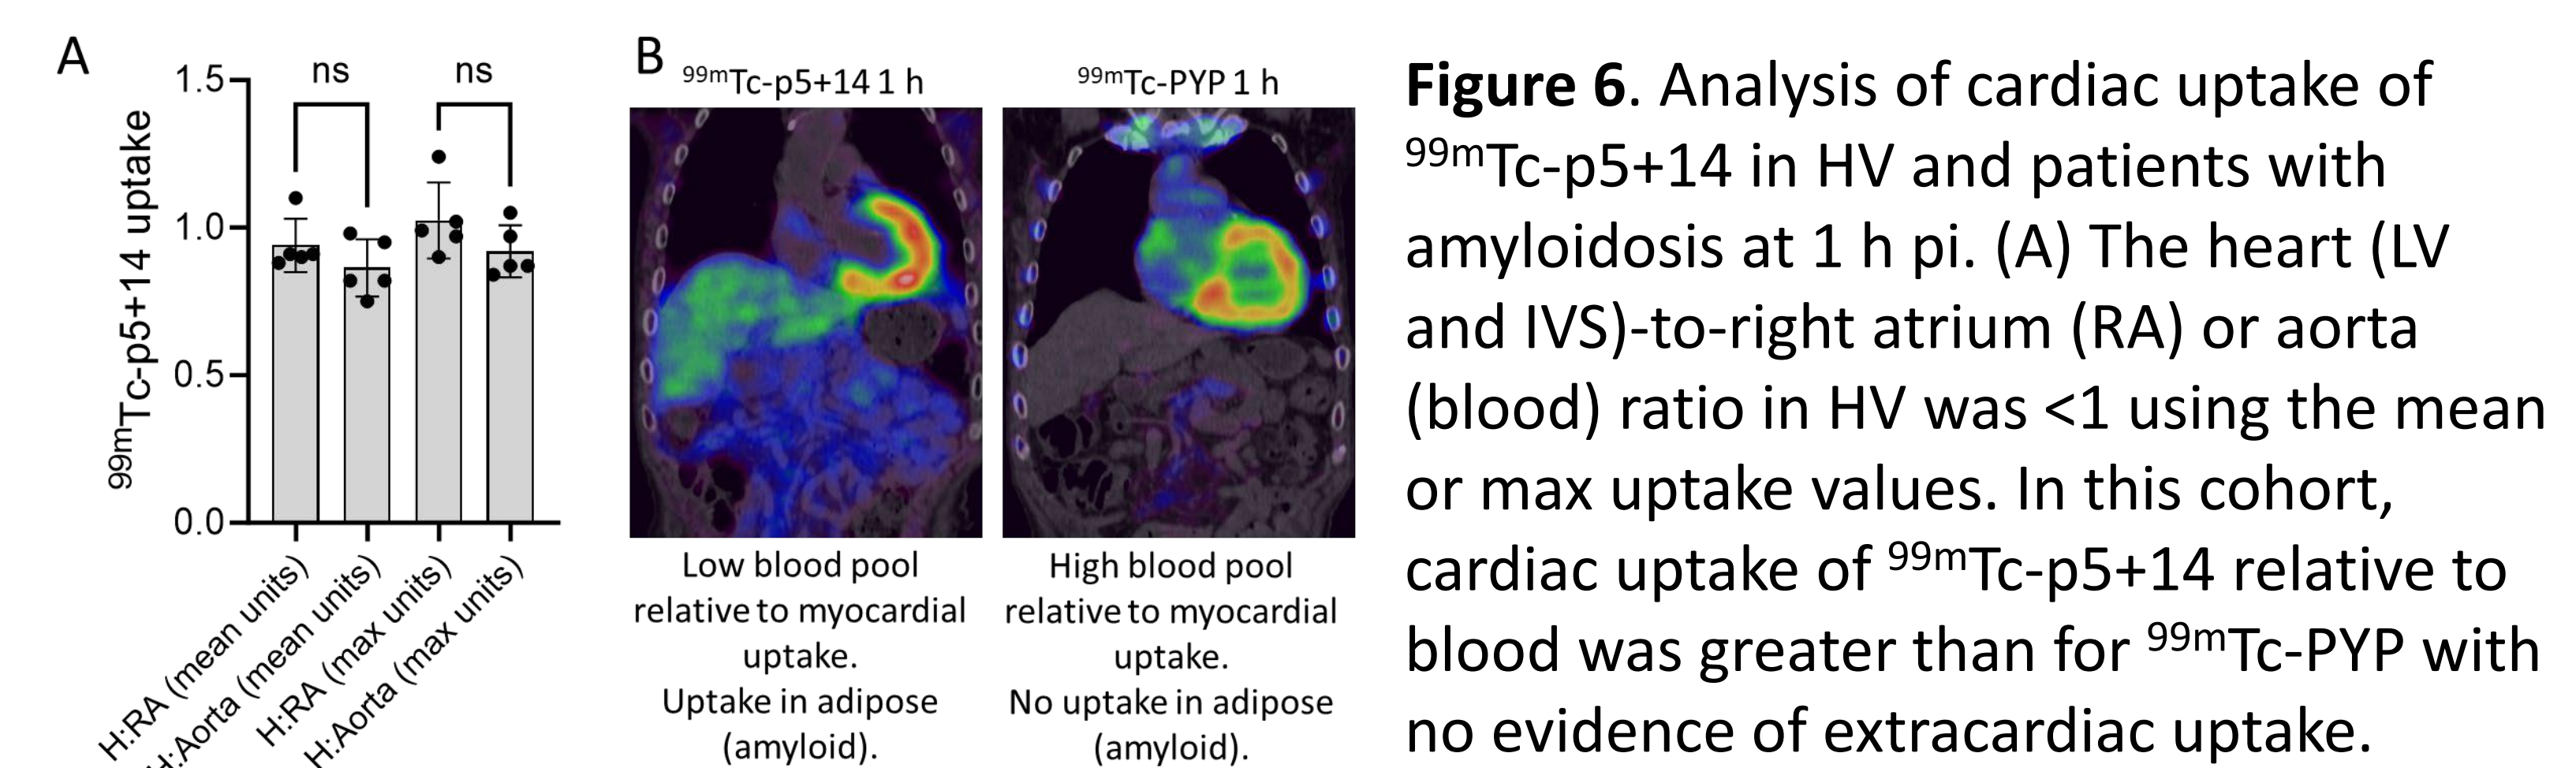 A
1.5
1.0
0.5
0.0
99mTc-p5+14 uptake
ns
ns
H:RA (mean units)
H:Aorta (mean units)
H:RA (max units)
H:Aorta (max units)
B
99mTc-p5+14 1 h
Low blood pool
relative to myocardial
uptake.
Uptake in adipose
(amyloid).
99mTc-PYP 1 h
High blood pool
relative to myocardial
uptake.
No uptake in adipose
(amyloid).
Figure 6. Analysis of cardiac uptake of
99mTc-p5+14 in HV and patients with
amyloidosis at 1 h pi. (A) The heart (LV
and IVS)-to-right atrium (RA) or aorta
(blood) ratio in HV was <1 using the mean
or max uptake values. In this cohort,
cardiac uptake of 99mTc-p5+14 relative to
blood was greater than for 99mTc-PYP with
no evidence of extracardiac uptake.